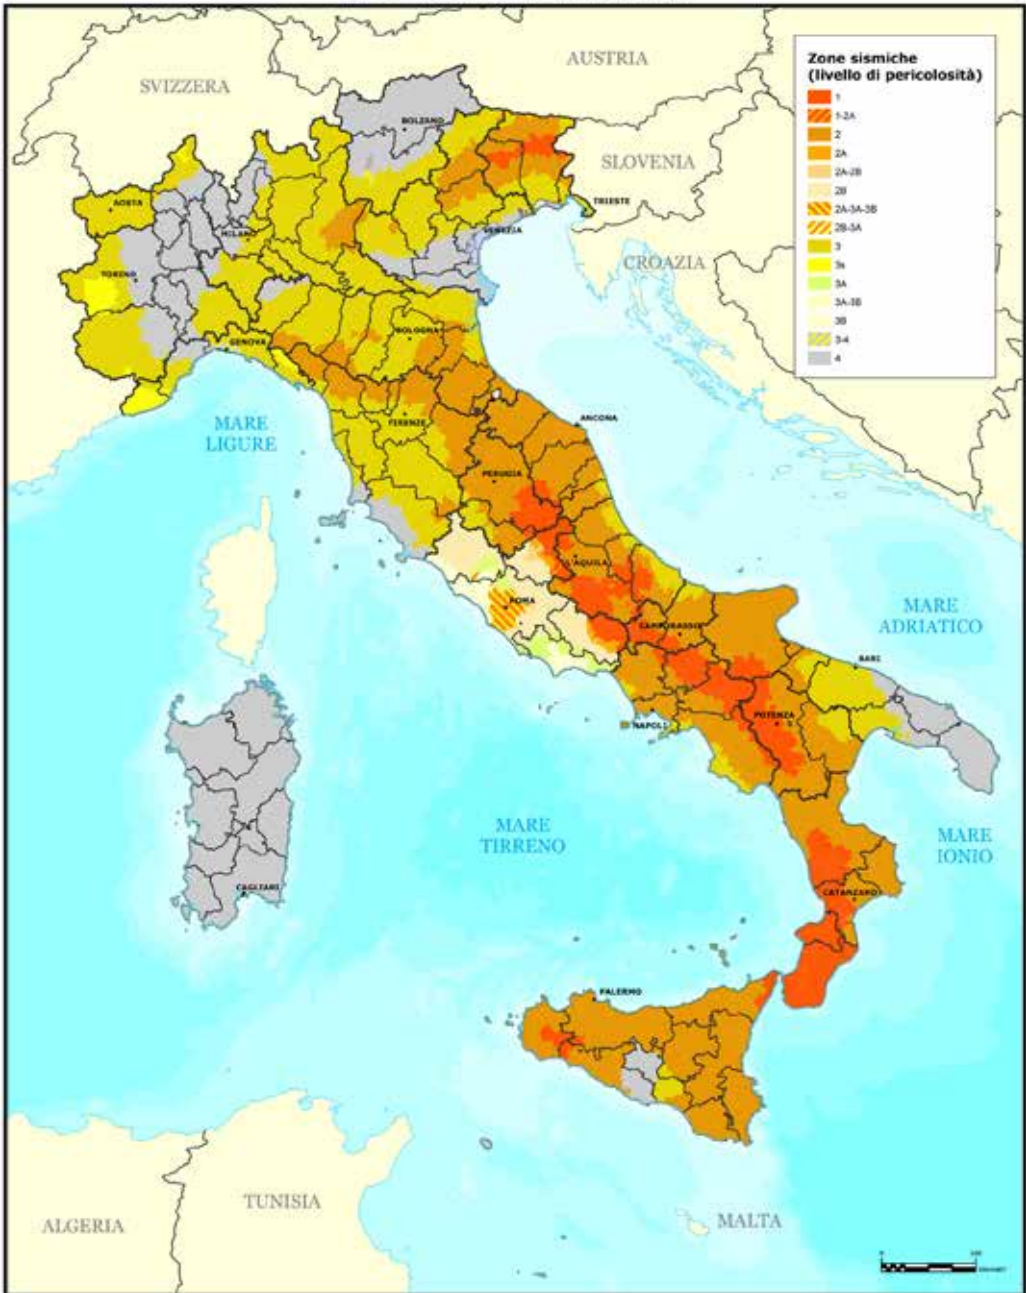 AUSTRIA
SVIZZERA
Zone sismiche
(livello di pericolosità)
1
1-2A
2
2A
2A-2B
2B
2A-3A-3B
2B-3A
3
3s
3A
3A-3B
3B
3-4
4
BOLZANO
SLOVENIA
AOSTA
TRIESTE
MILANO
VENEZIA
CROAZIA
TORINO
BOLOGNA
GENOVA
MARE
LIGURE
FIRENZE
ANCONA
PERUGIA
L'AQUILA
ROMA
CAMPOBASSO
MARE
ADRIATICO
BARI
NAPOLI
POTENZA
MARE
TIRRENO
MARE
IONIO
CAGLIARI
CATANZARO
PALERMO
TUNISIA
ALGERIA
MALTA
0